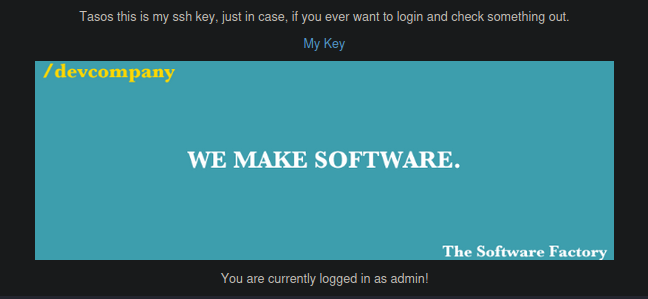 Tasos this is my ssh key, just in case, if you ever want to login and check something out.
My Key
/devcompany
WE MAKE SOFTWARE.
The Software Factory
You are currently logged in as admin!